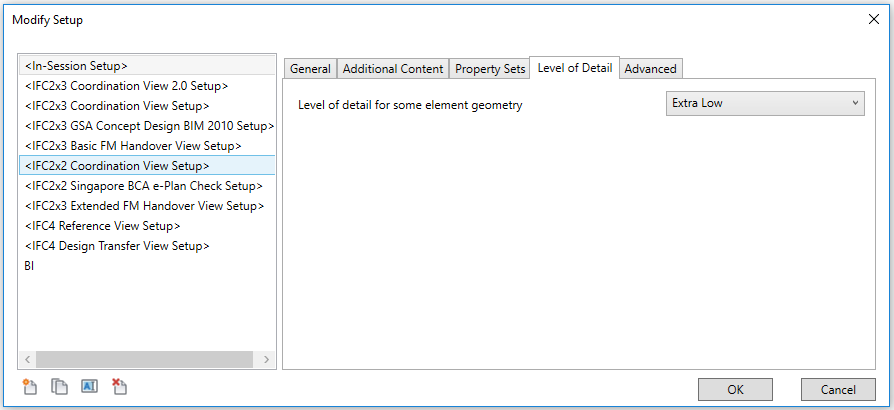 Modify Setup
<In-Session Setup>
<IFC2x3 Coordination View 2.0 Setup>
<IFC2x3 Coordination View Setup>
<IFC2x3 GSA Concept Design BIM 2010 Setup>
<IFC2x3 Basic FM Handover View Setup>
<IFC2x2 Coordination View Setup>
<IFC2x2 Singapore BCA e-Plan Check Setup>
<IFC2x3 Extended FM Handover View Setup>
<IFC4 Reference View Setup>
<IFC4 Design Transfer View Setup>
BI
General Additional Content Property Sets Level of Detail Advanced
Level of detail for some element geometry Extra Low
OK Cancel